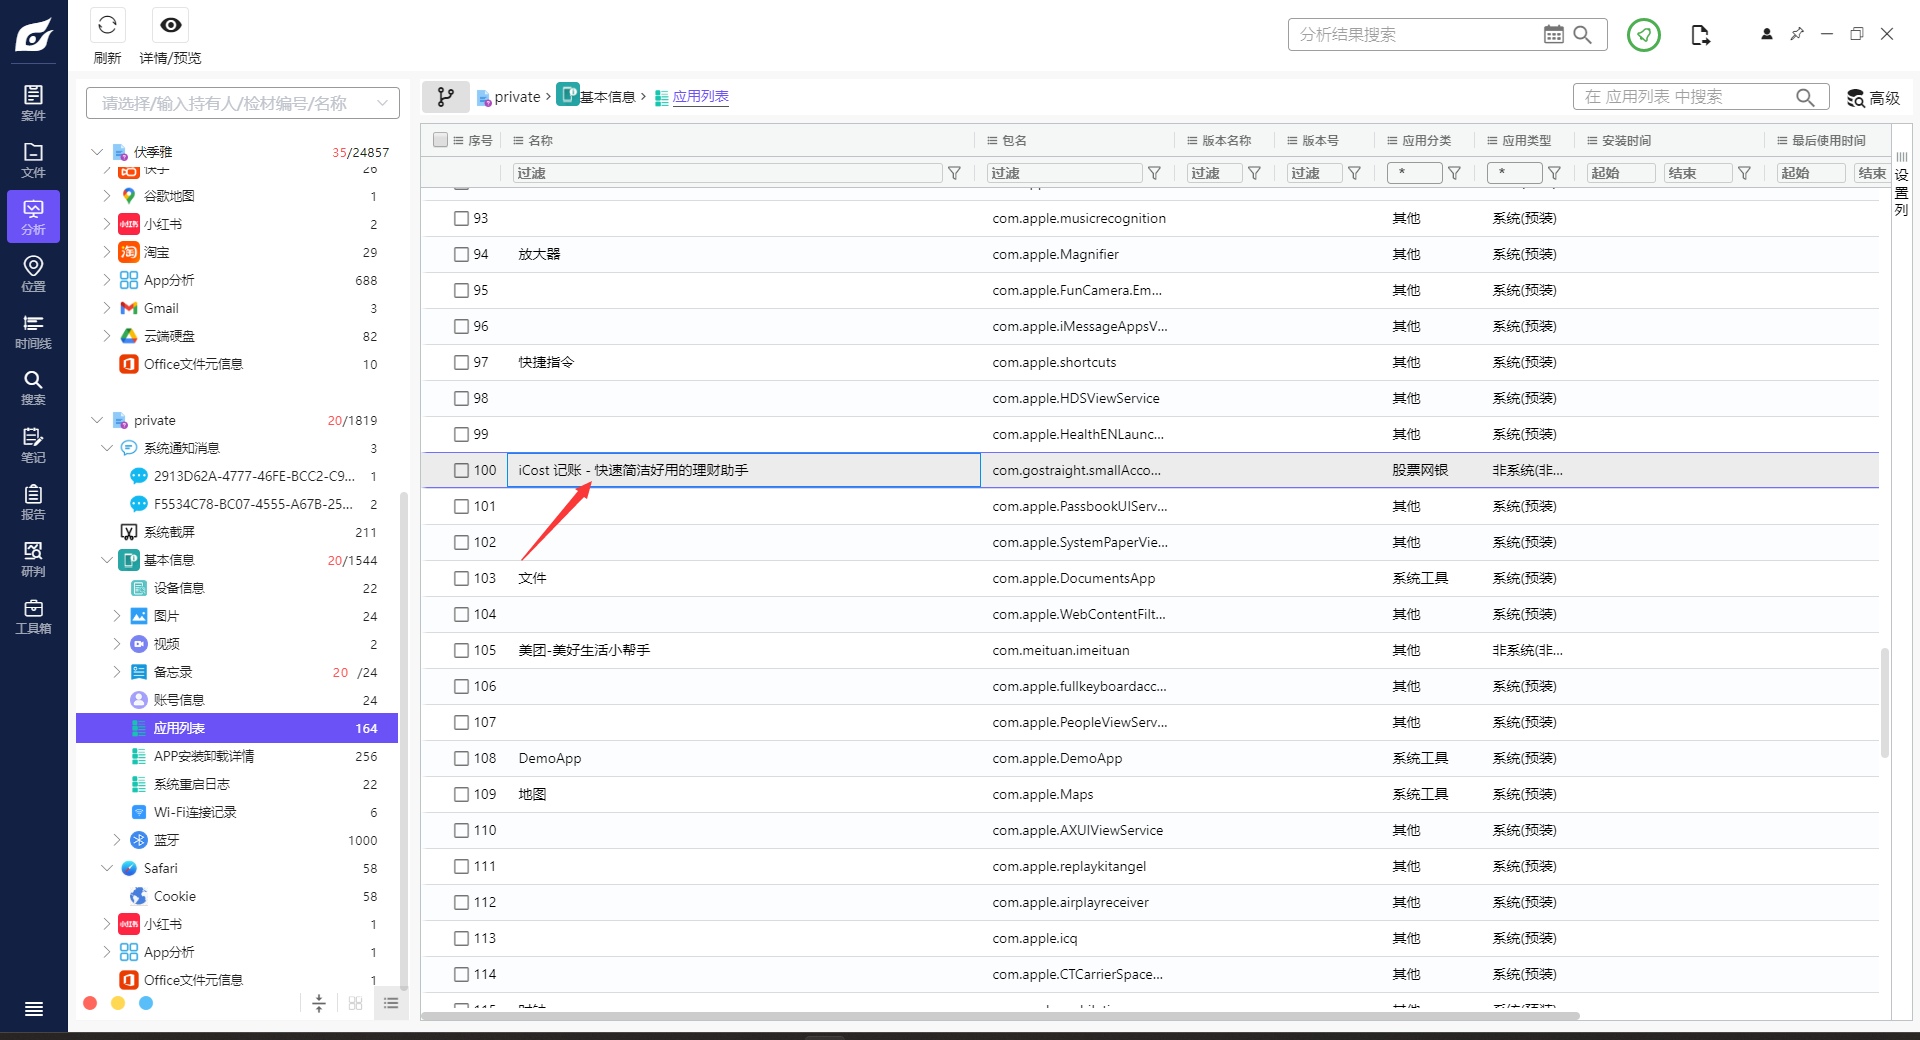 刷新
详情/预览
分析结果搜索
案件
文件
分析
位置
时间线
搜索
笔记
报告
研判
工具箱
请选择/输入持有人/检材编号/名称
伏季雅 35/24857
快手 26
谷歌地图 1
小红书 2
淘宝 29
App分析 688
Gmail 3
云端硬盘 82
Office文件元信息 10
private 20/1819
系统通知消息 3
2913D62A-4777-46FE-BCC2-C9... 1
F5534C78-BC07-4555-A67B-25... 2
系统截屏 211
基本信息 20/1544
设备信息 22
图片 24
视频 2
备忘录 20 /24
账号信息 24
应用列表 164
APP安装卸载详情 256
系统重启日志 22
Wi-Fi连接记录 6
蓝牙 1000
Safari 58
Cookie 58
小红书 1
App分析 1
Office文件元信息 1
private > 基本信息 > 应用列表
在 应用列表 中搜索
高级
序号 名称 包名 版本名称 版本号 应用分类 应用类型 安装时间 最后使用时间
过滤 过滤 过滤 过滤 * * 起始 结束 起始 结束
设置列
93 com.apple.musicrecognition 其他 系统(预装)
94 放大器 com.apple.Magnifier 其他 系统(预装)
95 com.apple.FunCamera.Em... 其他 系统(预装)
96 com.apple.iMessageAppsV... 其他 系统(预装)
97 快捷指令 com.apple.shortcuts 其他 系统(预装)
98 com.apple.HDSViewService 其他 系统(预装)
99 com.apple.HealthENLaunc... 其他 系统(预装)
100 iCost 记账 - 快速简洁好用的理财助手 com.gostraight.smallAcco... 股票网银 非系统(非...
101 com.apple.PassbookUIServ... 其他 系统(预装)
102 com.apple.SystemPaperVie... 其他 系统(预装)
103 文件 com.apple.DocumentsApp 系统工具 系统(预装)
104 com.apple.WebContentFilt... 其他 系统(预装)
105 美团-美好生活小帮手 com.meituan.imeituan 其他 非系统(非...
106 com.apple.fullkeyboardacc... 其他 系统(预装)
107 com.apple.PeopleViewServ... 其他 系统(预装)
108 DemoApp com.apple.DemoApp 系统工具 系统(预装)
109 地图 com.apple.Maps 系统工具 系统(预装)
110 com.apple.AXUIViewService 其他 系统(预装)
111 com.apple.replaykitangel 其他 系统(预装)
112 com.apple.airplayreceiver 其他 系统(预装)
113 com.apple.icq 其他 系统(预装)
114 com.apple.CTCarrierSpace... 其他 系统(预装)